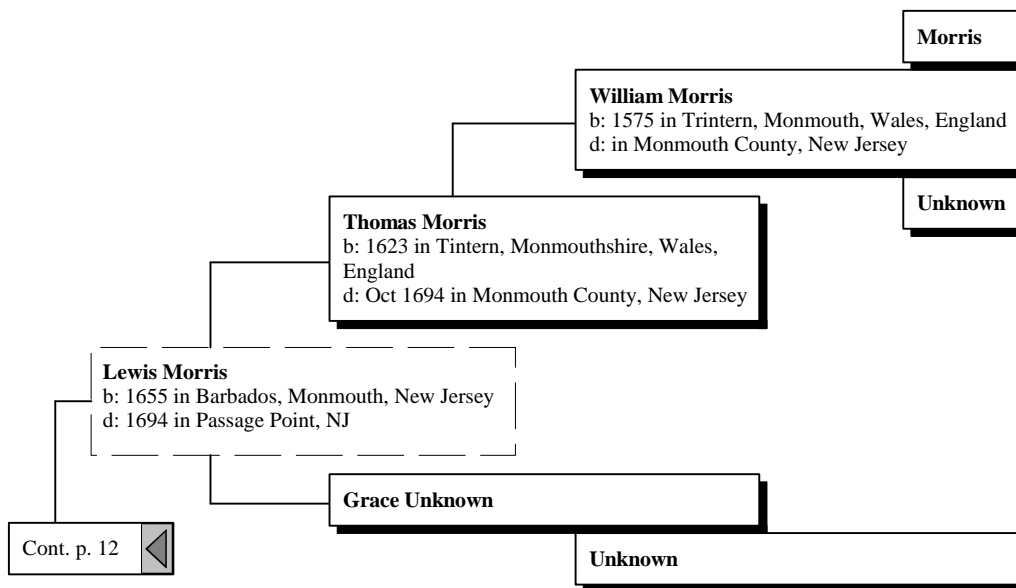 Morris
William Morris
b: 1575 in Trintern, Monmouth, Wales, England
d: in Monmouth County, New Jersey
Unknown
Thomas Morris
b: 1623 in Tintern, Monmouthshire, Wales,
England
d: Oct 1694 in Monmouth County, New Jersey
Lewis Morris
b: 1655 in Barbados, Monmouth, New Jersey
d: 1694 in Passage Point, NJ
Grace Unknown
Cont. p. 12
Unknown